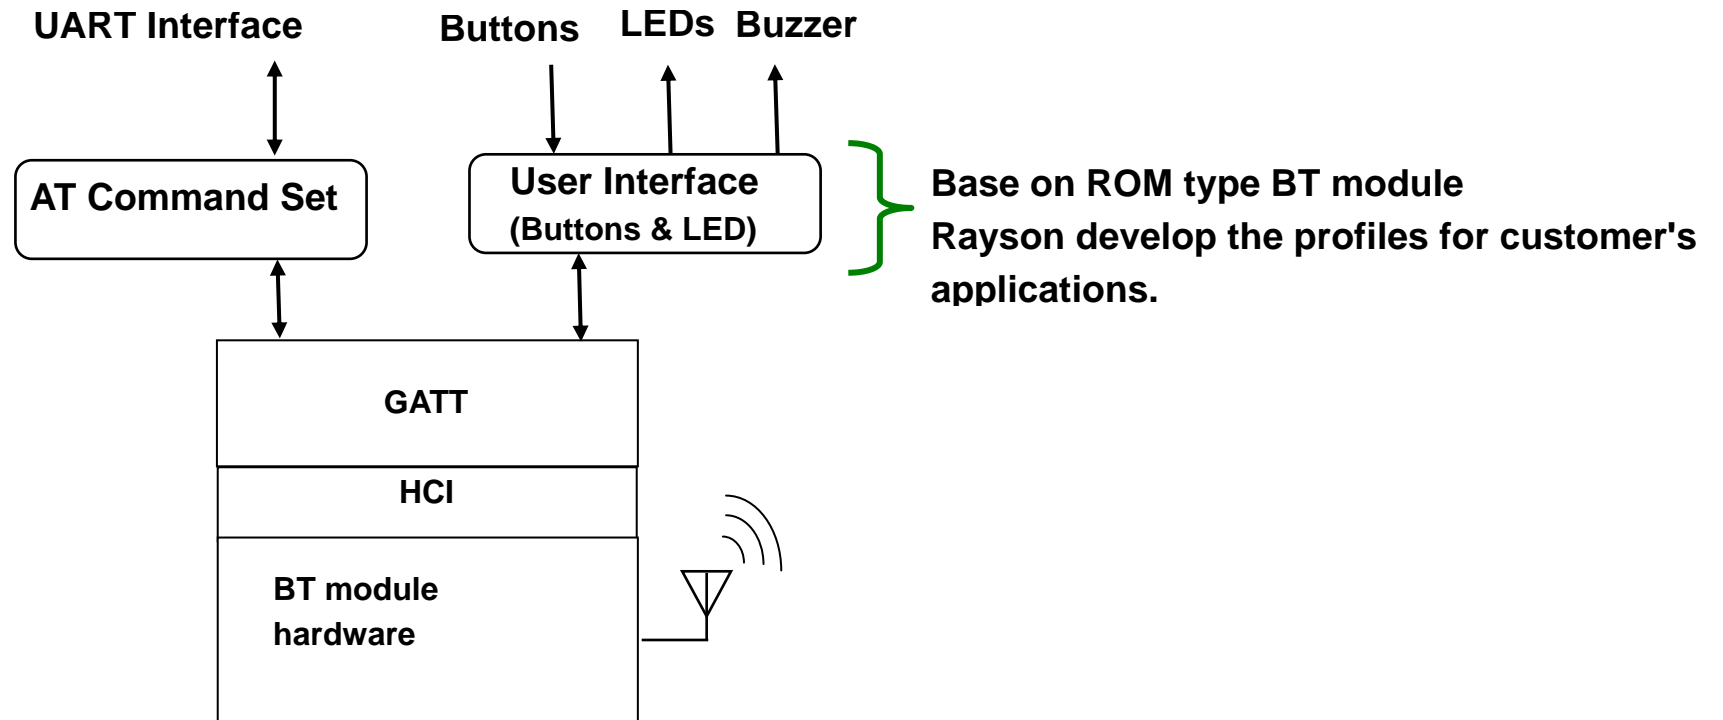 UART Interface
Buttons
LEDs
Buzzer
AT Command Set
User Interface
(Buttons & LED)
Base on ROM type BT module
Rayson develop the profiles for customer's
applications.
GATT
HCI
BT module
hardware